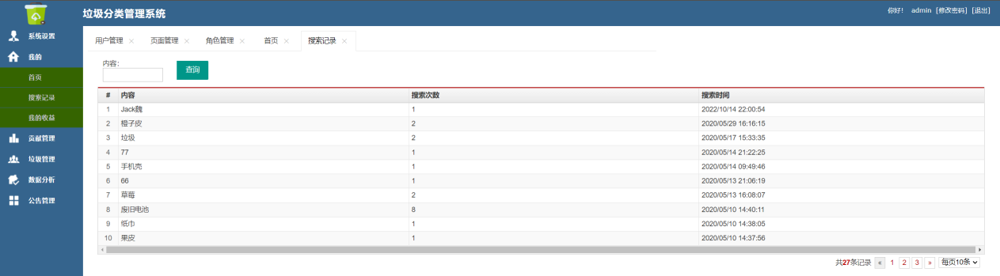 垃圾分类管理系统
你好! admin [修改密码] [退出]
系统设置
我的
首页
搜索记录
我的收益
贡献管理
垃圾管理
数据分析
公告管理
用户管理 × 页面管理 × 角色管理 × 首页 × 搜索记录 ×
内容:
查询
# 内容 搜索次数 搜索时间
1 Jack魏 1 2022/10/14 22:00:54
2 橙子皮 2 2020/05/29 16:16:15
3 垃圾 2 2020/05/17 15:33:35
4 77 1 2020/05/14 21:22:25
5 手机壳 1 2020/05/14 09:49:46
6 66 1 2020/05/13 21:06:19
7 草莓 2 2020/05/13 16:08:07
8 废旧电池 8 2020/05/10 14:40:11
9 纸巾 1 2020/05/10 14:38:05
10 果皮 1 2020/05/10 14:37:56
共27条记录 « 1 2 3 » 每页10条